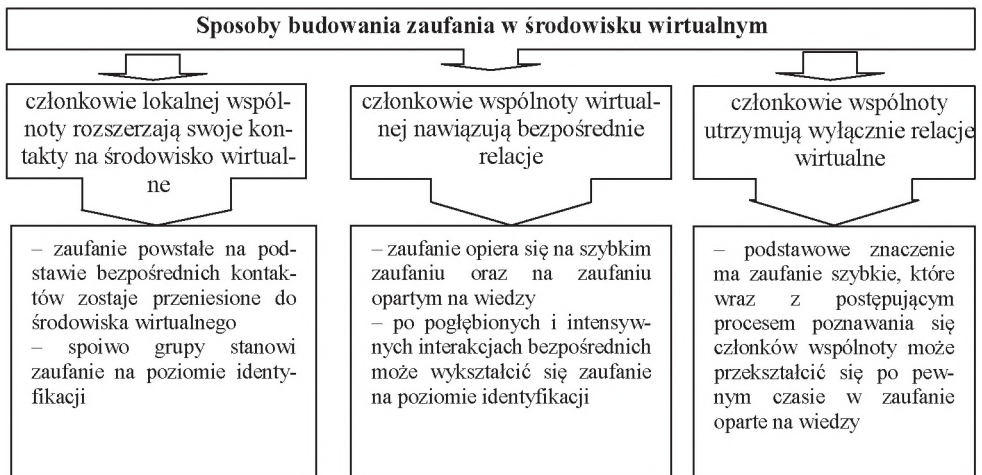 Sposoby budowania zaufania w środowisku wirtualnym
członkowie lokalnej wspól-
noty rozszerzają swoje kon-
takty na środowisko wirtual-
ne
członkowie wspólnoty wirtual-
nej nawiązują bezpośrednie
relacje
członkowie wspólnoty
utrzymują wyłącznie relacje
wirtualne
– zaufanie powstałe na pod-
stawie bezpośrednich kontak-
tów zostaje przeniesione do
środowiska wirtualnego
– spoiwo grupy stanowi
zaufanie na poziomie identy-
fikacji
– zaufanie opiera się na szybkim
zaufaniu oraz na zaufaniu
opartym na wiedzy
– po pogłębionych i intensyw-
nych interakcjach bezpośrednich
może wykształcić się zaufanie
na poziomie identyfikacji
– podstawowe znaczenie
ma zaufanie szybkie, które
wraz z postępującym
procesem poznawania się
członków wspólnoty może
przekształcić się po pew-
nym czasie w zaufanie
oparte na wiedzy